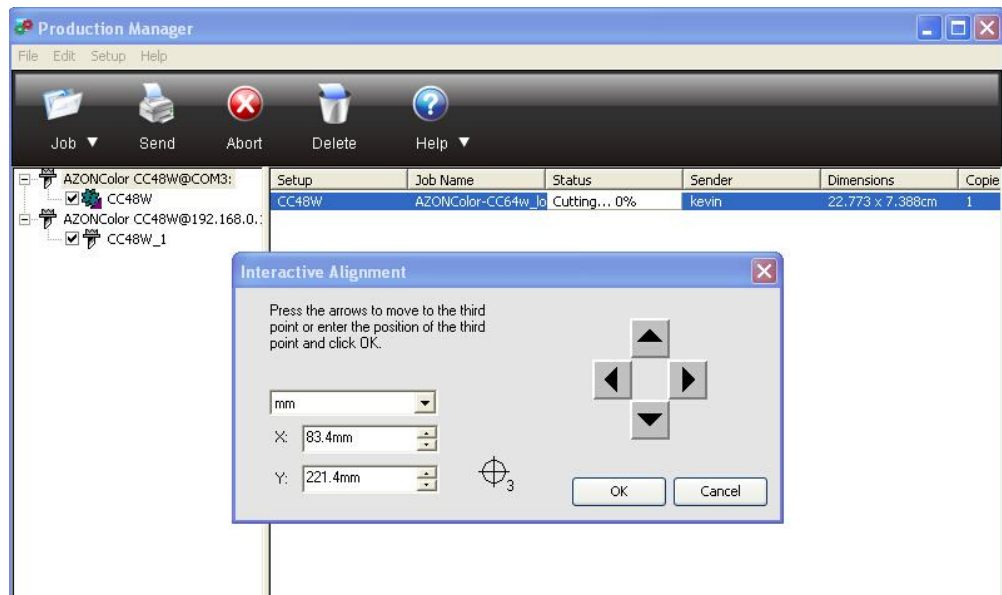 Production Manager
File Edit Setup Help
Job Send Abort Delete Help
AZONColor CC48W@COM3:
CC48W
AZONColor CC48W@192.168.0.:
CC48W_1
Setup Job Name Status Sender Dimensions Copie
CC48W AZONColor-CC64w_lo Cutting... 0% kevin 22.773 x 7.388cm 1
Interactive Alignment
Press the arrows to move to the third
point or enter the position of the third
point and click OK.
mm
X: 83.4mm
Y: 221.4mm
3
OK Cancel